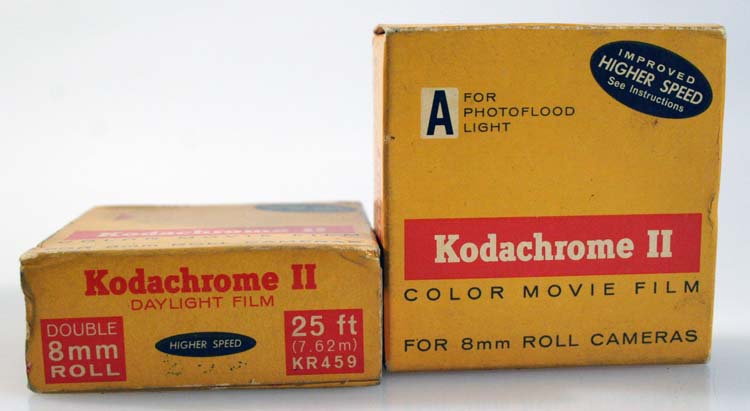 Kodachrome II
DAYLIGHT FILM
DOUBLE
8mm
ROLL
HIGHER SPEED
25 ft
(7.62m)
KR459
A
FOR
PHOTOFLOOD
LIGHT
IMPROVED
HIGHER SPEED
See Instructions
Kodachrome II
COLOR MOVIE FILM
FOR 8mm ROLL CAMERAS